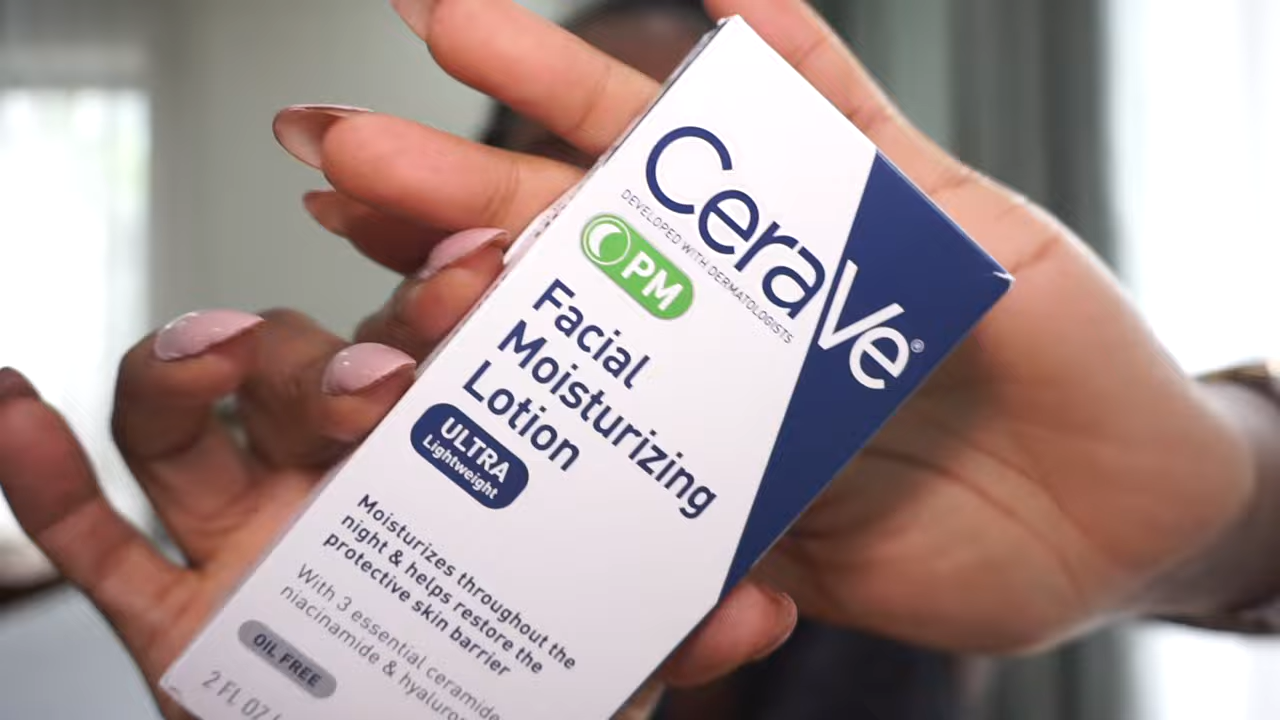 CeraVe®
DEVELOPED WITH DERMATOLOGISTS
PM
Facial
Moisturizing
Lotion
ULTRA
Lightweight
Moisturizes throughout the
night & helps restore the
protective skin barrier
With 3 essential ceramide
niacinamide & hyaluro
OIL FREE
2 FL OZ